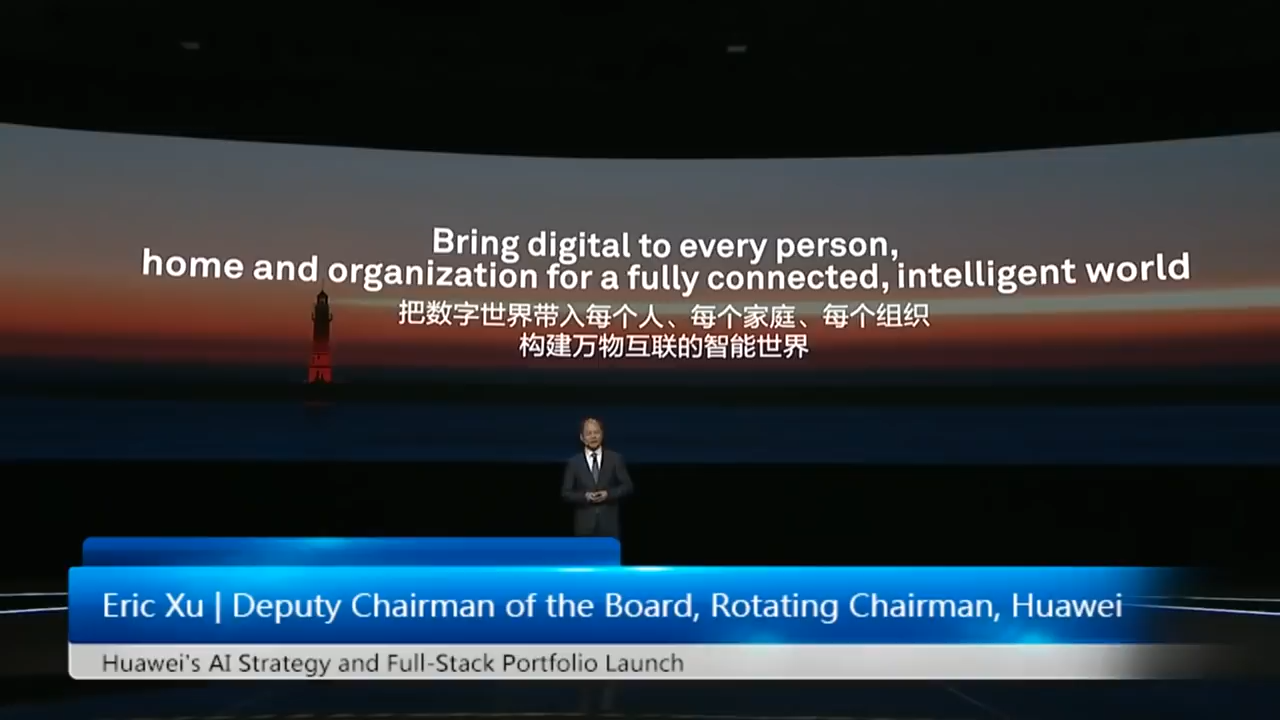 Bring digital to every person,
home and organization for a fully connected, intelligent world
把数字世界带入每个人、每个家庭、每个组织
构建万物互联的智能世界
Eric Xu | Deputy Chairman of the Board, Rotating Chairman, Huawei
Huawei's AI Strategy and Full-Stack Portfolio Launch